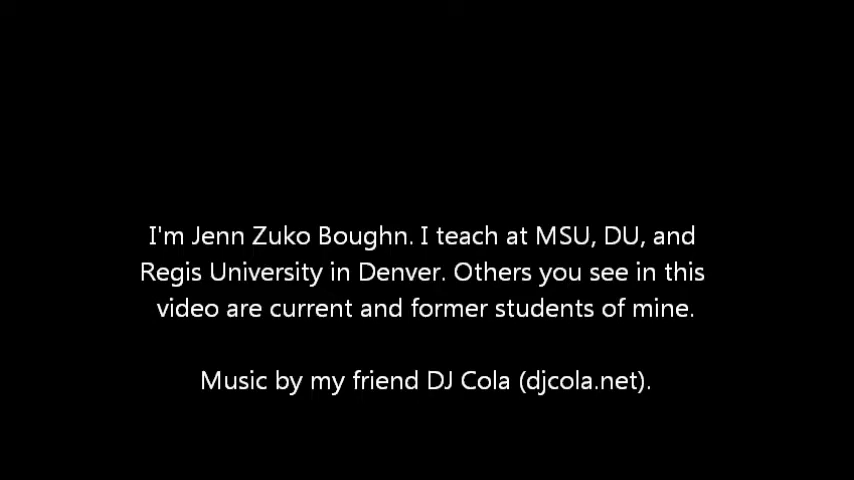 I'm Jenn Zuko Boughn. I teach at MSU, DU, and
Regis University in Denver. Others you see in this
video are current and former students of mine.
Music by my friend DJ Cola (djcola.net).